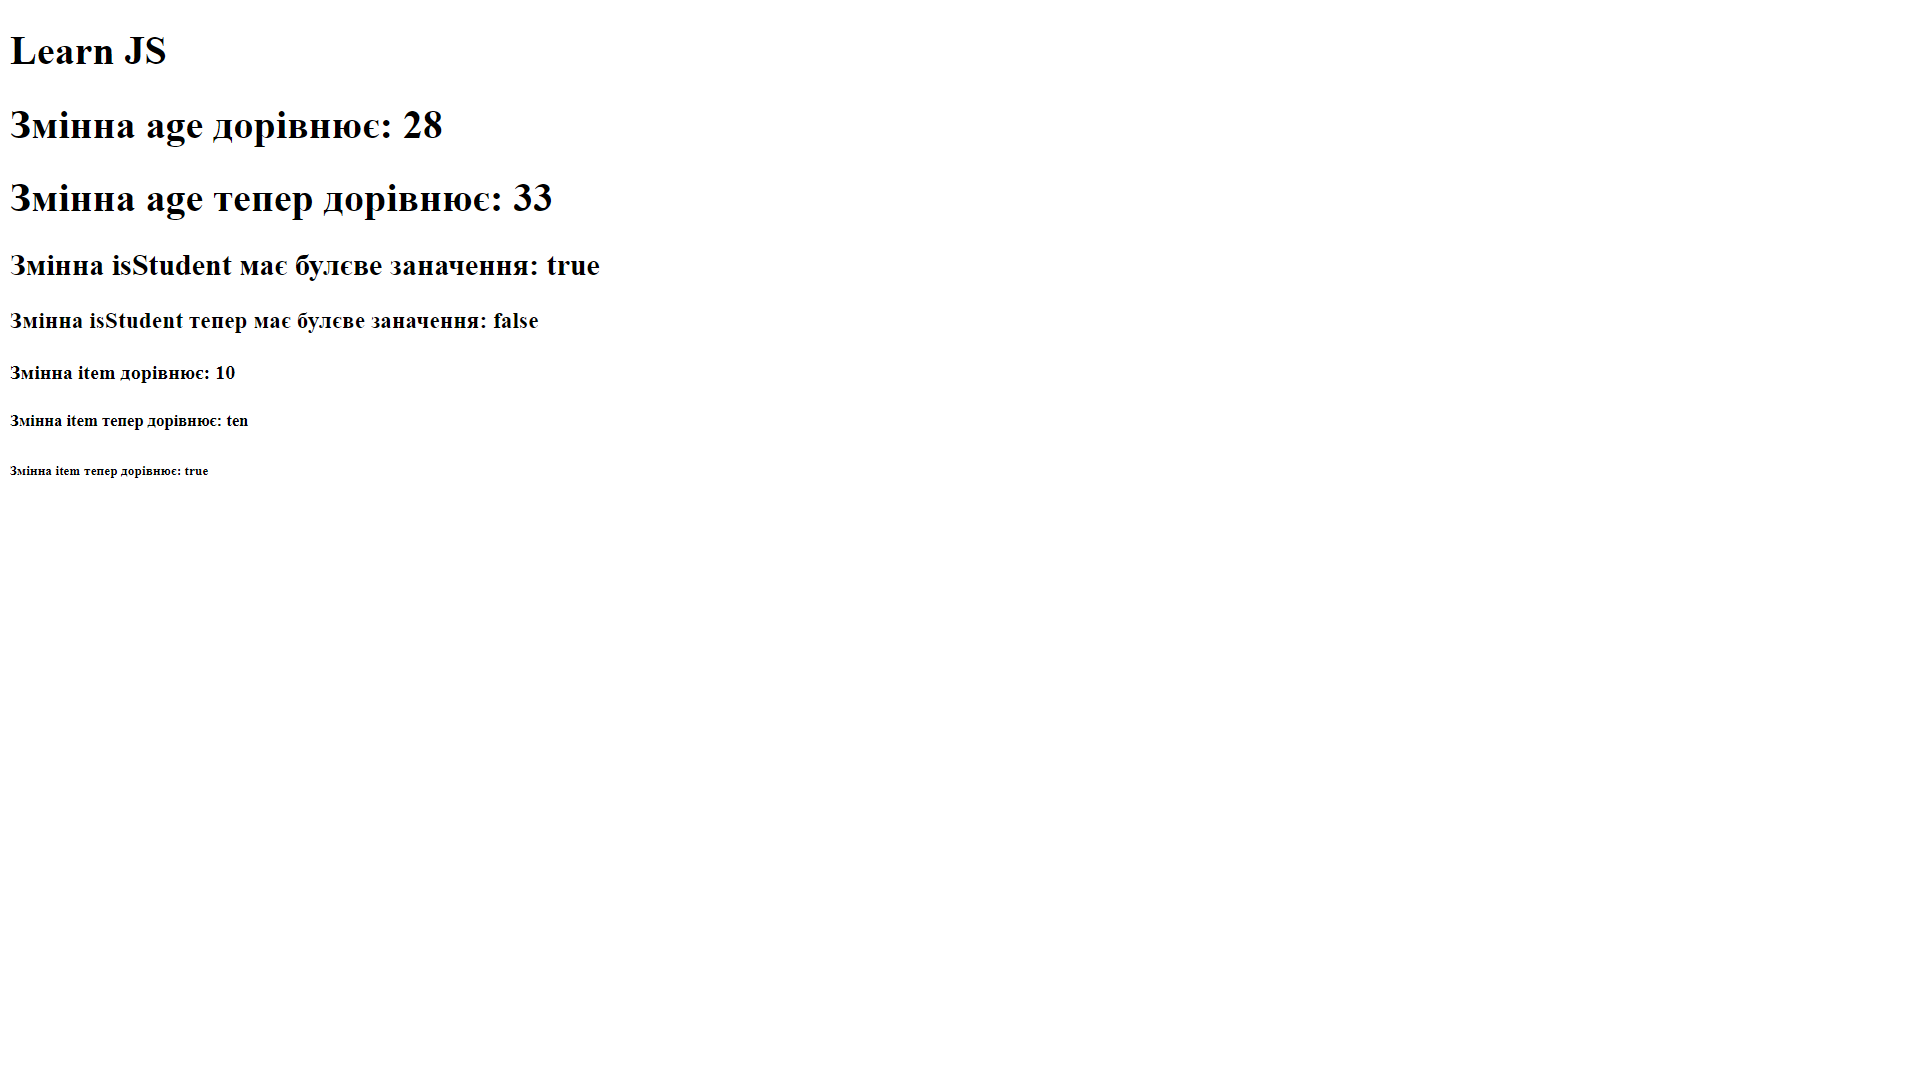 Learn JS
Змінна age дорівнює: 28
Змінна age тепер дорівнює: 33
Змінна isStudent має булєве заначення: true
Змінна isStudent тепер має булєве заначення: false
Змінна item дорівнює: 10
Змінна item тепер дорівнює: ten
Змінна item тепер дорівнює: true